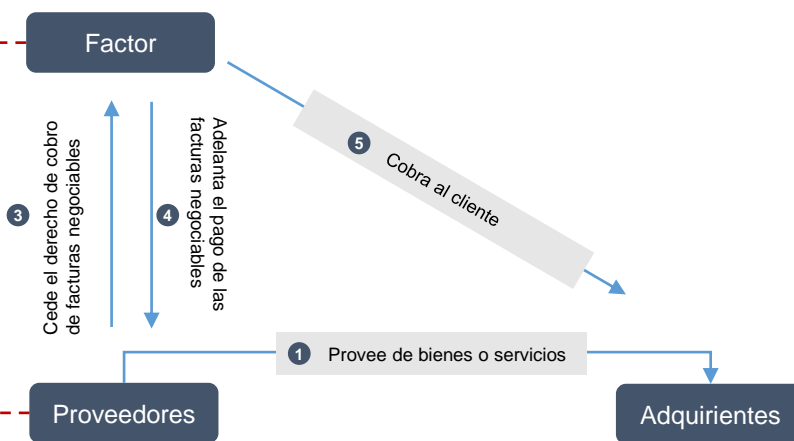 Factor
5
Cobra al cliente
3
Cede el derecho de cobro
de facturas negociables
4
Adelanta el pago de las
facturas negociables
1
Provee de bienes o servicios
Proveedores
Adquirientes